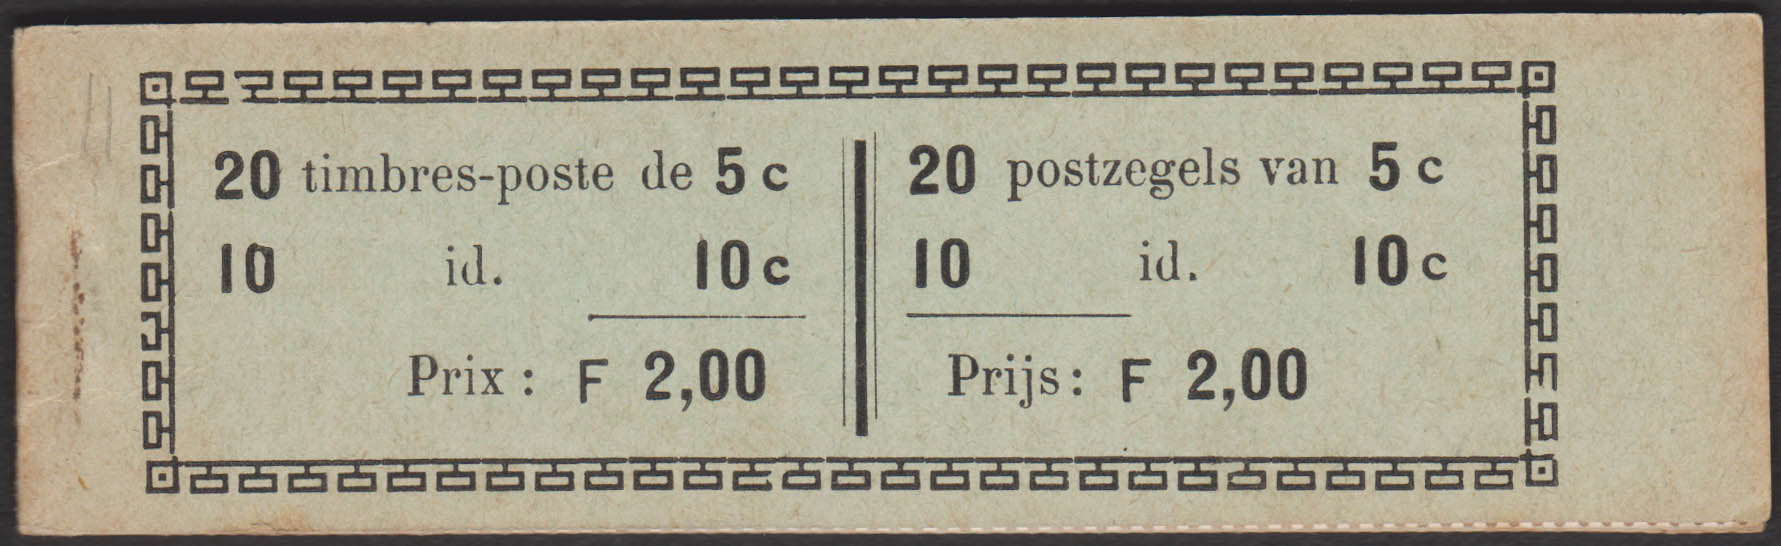 20 timbres-poste de 5 c
10 id. 10 c
Prix : F 2,00
20 postzegels van 5 c
10 id. 10 c
Prijs : F 2,00